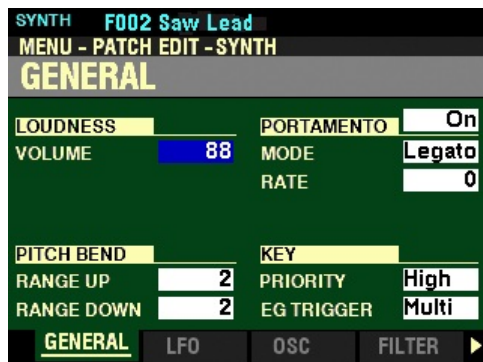 SYNTH F002 Saw Lead
MENU - PATCH EDIT - SYNTH
GENERAL
LOUDNESS
VOLUME 88
PORTAMENTO On
MODE Legato
RATE 0
PITCH BEND
RANGE UP 2
RANGE DOWN 2
KEY
PRIORITY High
EG TRIGGER Multi
GENERAL LFO OSC FILTER